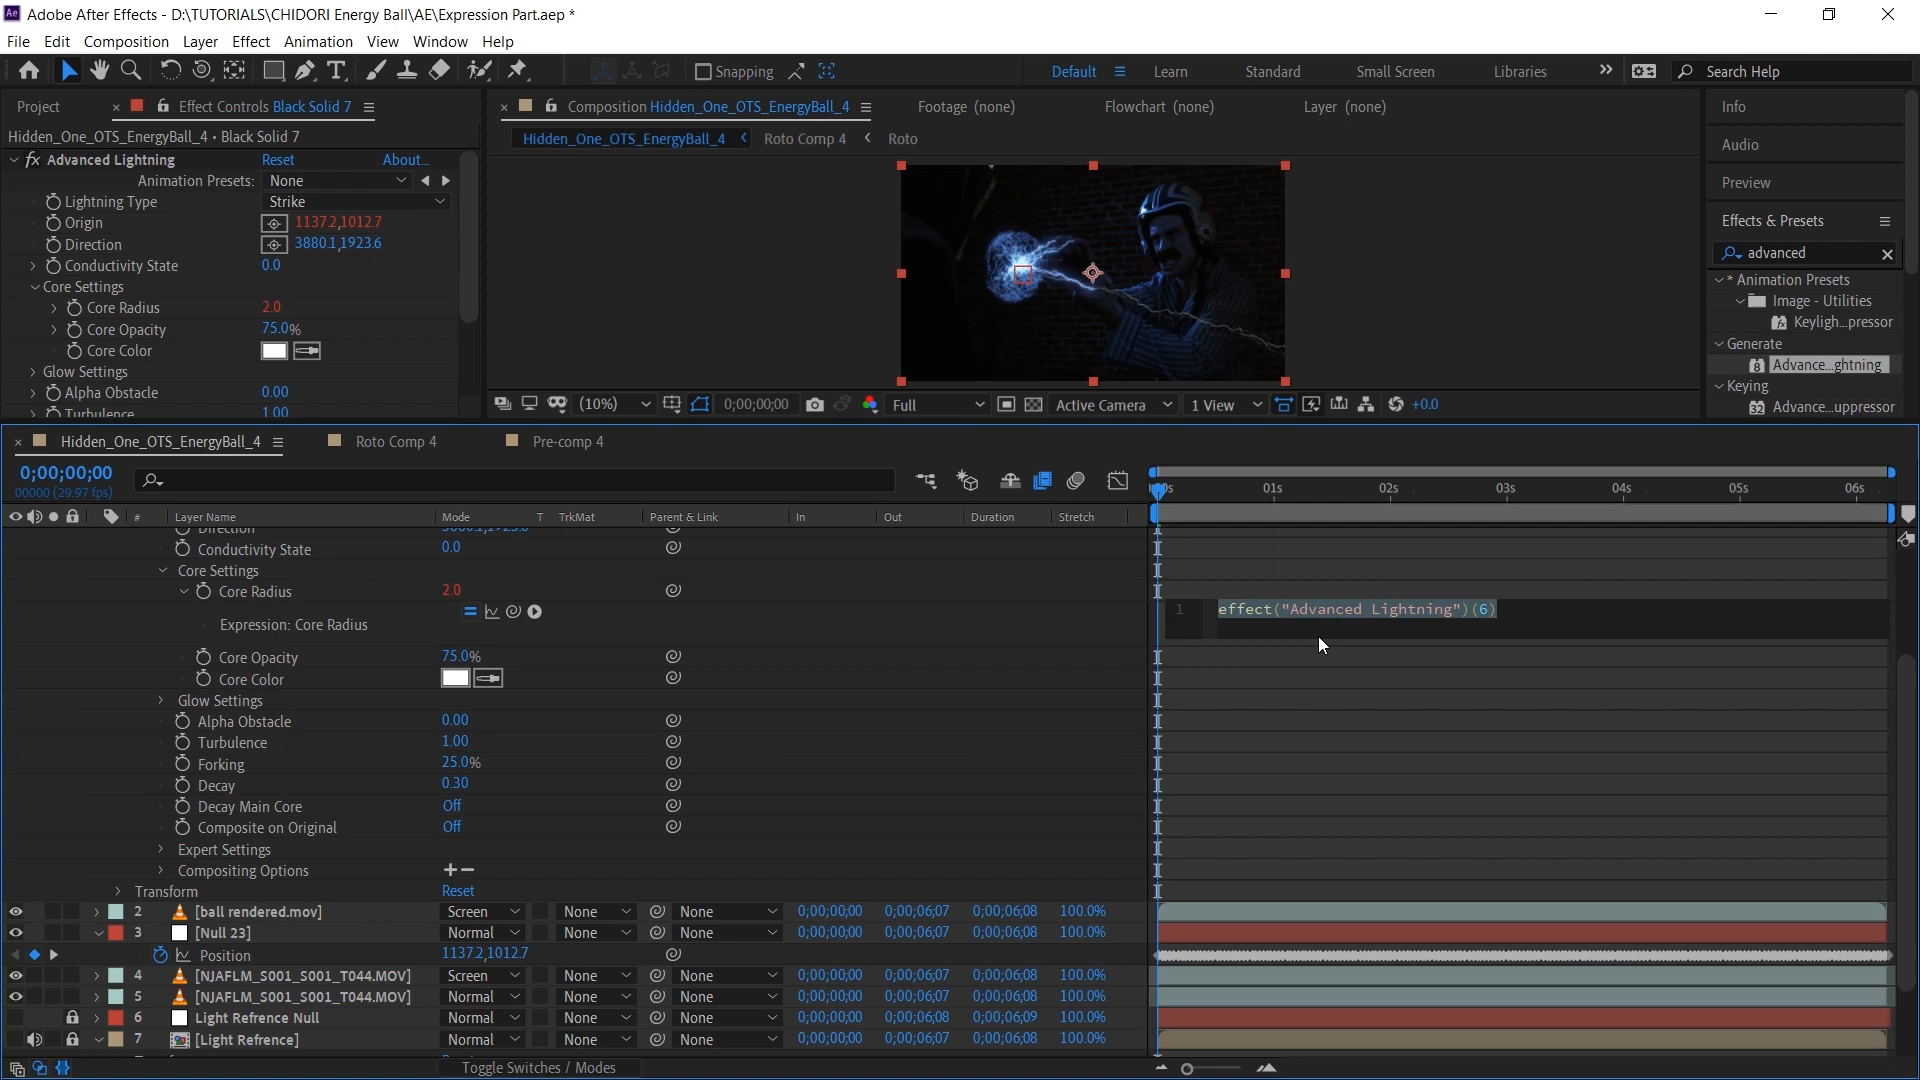 Adobe After Effects - D:\TUTORIALS\CHIDORI Energy Ball\AE\Expression Part.aep *
File Edit Composition Layer Effect Animation View Window Help
Snapping
Default Learn Standard Small Screen Libraries Search Help
Project Effect Controls Black Solid 7
Hidden_One_OTS_EnergyBall_4 • Black Solid 7
fx Advanced Lightning Reset About...
Animation Presets: None
Lightning Type Strike
Origin 1137.2,1012.7
Direction 3880.1,1923.6
Conductivity State 0.0
Core Settings
Core Radius 2.0
Core Opacity 75.0%
Core Color
Glow Settings
Alpha Obstacle 0.00
Turbulence 1.00
Composition Hidden_One_OTS_EnergyBall_4 Footage (none) Flowchart (none) Layer (none)
Hidden_One_OTS_EnergyBall_4 Roto Comp 4 Roto
(10%) 0;00;00;00 Full Active Camera 1 View +0.0
Info
Audio
Preview
Effects & Presets
advanced
* Animation Presets
Image - Utilities
Keyligh...pressor
Generate
Advance...ghtning
Keying
Advance...uppressor
Hidden_One_OTS_EnergyBall_4 Roto Comp 4 Pre-comp 4
0;00;00;00
00000 (29.97 fps)
01s 02s 03s 04s 05s 06s
# Layer Name Mode T TrkMat Parent & Link In Out Duration Stretch
Direction 3880.1,1923.6
Conductivity State 0.0
Core Settings
Core Radius 2.0
Expression: Core Radius
1 effect("Advanced Lightning")(6)
Core Opacity 75.0%
Core Color
Glow Settings
Alpha Obstacle 0.00
Turbulence 1.00
Forking 25.0%
Decay 0.30
Decay Main Core Off
Composite on Original Off
Expert Settings
Compositing Options
Transform Reset
2 [ball rendered.mov] Screen None None 0;00;00;00 0;00;06;07 0;00;06;08 100.0%
3 [Null 23] Normal None None 0;00;00;00 0;00;06;07 0;00;06;08 100.0%
Position 1137.2,1012.7
4 [NJAFLM_S001_S001_T044.MOV] Screen None None 0;00;00;00 0;00;06;07 0;00;06;08 100.0%
5 [NJAFLM_S001_S001_T044.MOV] Normal None None 0;00;00;00 0;00;06;07 0;00;06;08 100.0%
6 Light Refrence Null Normal None None 0;00;00;00 0;00;06;08 0;00;06;09 100.0%
7 [Light Refrence] Normal None None 0;00;00;00 0;00;06;07 0;00;06;08 100.0%
Toggle Switches / Modes